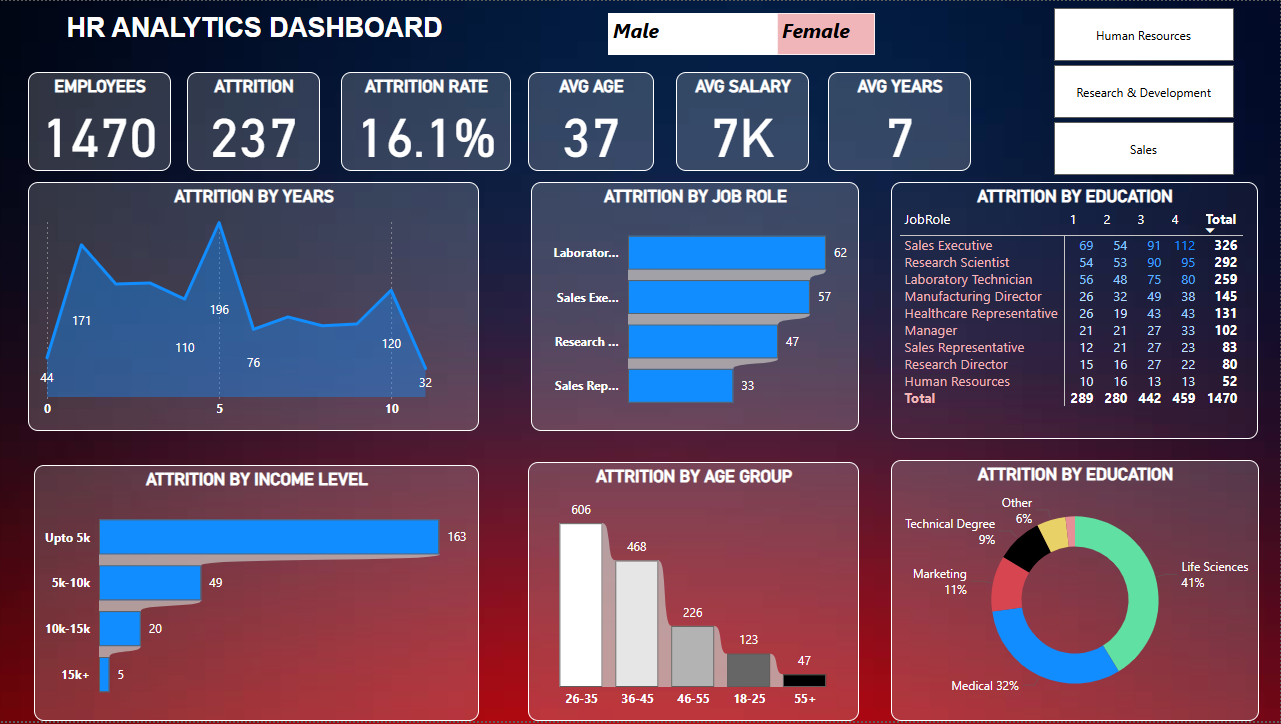 HR ANALYTICS DASHBOARD
Male
Female
Human Resources
Research & Development
Sales
EMPLOYEES
1470
ATTRITION
237
ATTRITION RATE
16.1%
AVG AGE
37
AVG SALARY
7K
AVG YEARS
7
ATTRITION BY YEARS
44
171
110
196
76
120
32
0
5
10
ATTRITION BY JOB ROLE
Laborator... 62
Sales Exe... 57
Research ... 47
Sales Rep... 33
ATTRITION BY EDUCATION
JobRole 1 2 3 4 Total
Sales Executive 69 54 91 112 326
Research Scientist 54 53 90 95 292
Laboratory Technician 56 48 75 80 259
Manufacturing Director 26 32 49 38 145
Healthcare Representative 26 19 43 43 131
Manager 21 21 27 33 102
Sales Representative 12 21 27 23 83
Research Director 15 16 27 22 80
Human Resources 10 16 13 13 52
Total 289 280 442 459 1470
ATTRITION BY INCOME LEVEL
Upto 5k 163
5k-10k 49
10k-15k 20
15k+ 5
ATTRITION BY AGE GROUP
606
468
226
123
47
26-35
36-45
46-55
18-25
55+
ATTRITION BY EDUCATION
Other
6%
Technical Degree
9%
Marketing
11%
Life Sciences
41%
Medical 32%